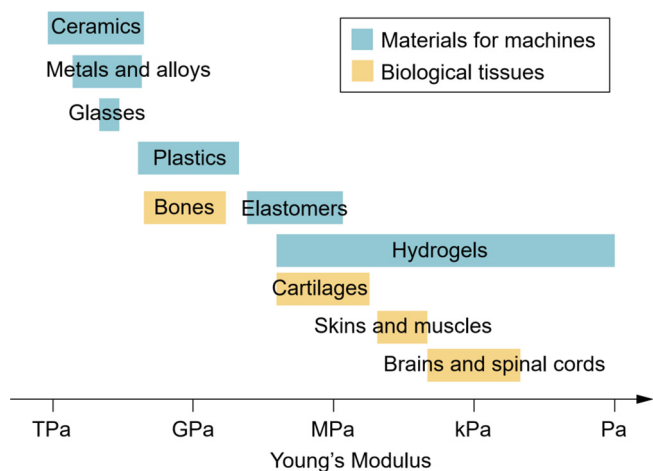 Ceramics
Materials for machines
Metals and alloys
Biological tissues
Glasses
Plastics
Bones
Elastomers
Hydrogels
Cartilages
Skins and muscles
Brains and spinal cords
TPa
GPa
MPa
kPa
Pa
Young's Modulus